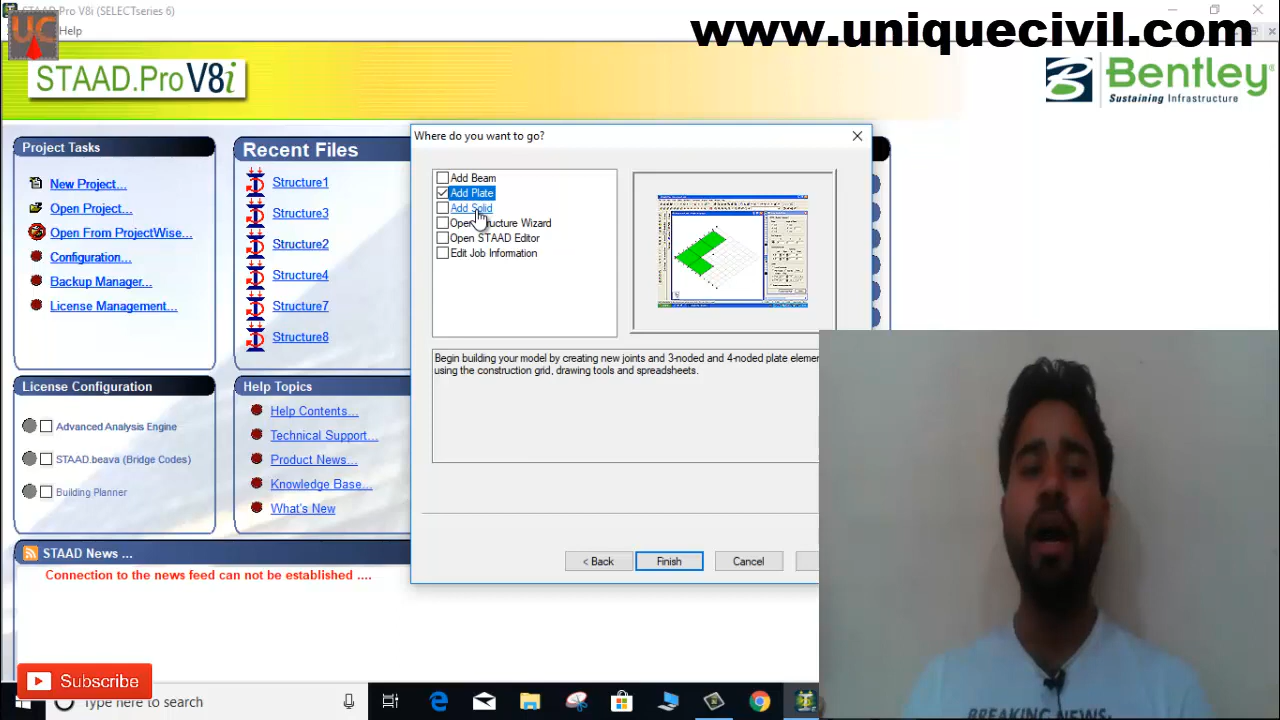 STAAD.Pro V8i (SELECTseries 6)
Help
www.uniquecivil.com
UC
STAAD.Pro V8i
Bentley
Sustaining Infrastructure
Project Tasks
New Project...
Open Project...
Open From ProjectWise...
Configuration...
Backup Manager...
License Management...
Recent Files
Structure1
Structure3
Structure2
Structure4
Structure7
Structure8
Where do you want to go?
Add Beam
Add Plate
Add Solid
Open Structure Wizard
Open STAAD Editor
Edit Job Information
Begin building your model by creating new joints and 3-noded and 4-noded plate elem
using the construction grid, drawing tools and spreadsheets.
< Back
Finish
Cancel
License Configuration
Advanced Analysis Engine
STAAD.beava (Bridge Codes)
Building Planner
Help Topics
Help Contents...
Technical Support...
Product News...
Knowledge Base...
What's New
STAAD News ...
Connection to the news feed can not be established ....
Subscribe
Type here to search
BREAKING NEWS: